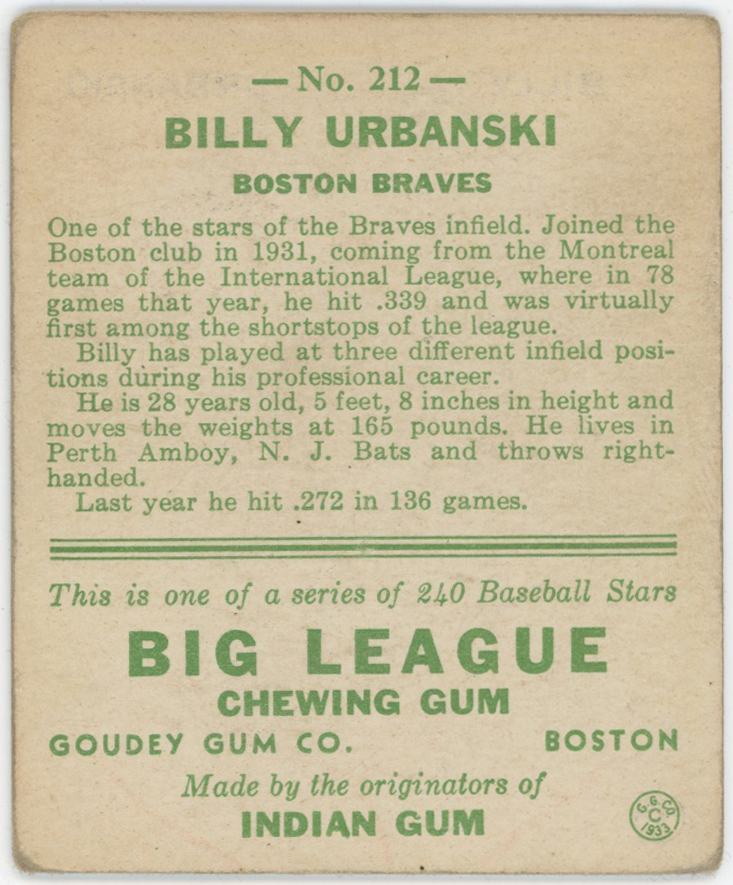 — No. 212 —
BILLY URBANSKI
BOSTON BRAVES
One of the stars of the Braves infield. Joined the
Boston club in 1931, coming from the Montreal
team of the International League, where in 78
games that year, he hit .339 and was virtually
first among the shortstops of the league.
Billy has played at three different infield posi-
tions during his professional career.
He is 28 years old, 5 feet, 8 inches in height and
moves the weights at 165 pounds. He lives in
Perth Amboy, N. J. Bats and throws right-
handed.
Last year he hit .272 in 136 games.
This is one of a series of 240 Baseball Stars
BIG LEAGUE
CHEWING GUM
GOUDEY GUM CO. BOSTON
Made by the originators of
INDIAN GUM
G. G. CO.
C
1933